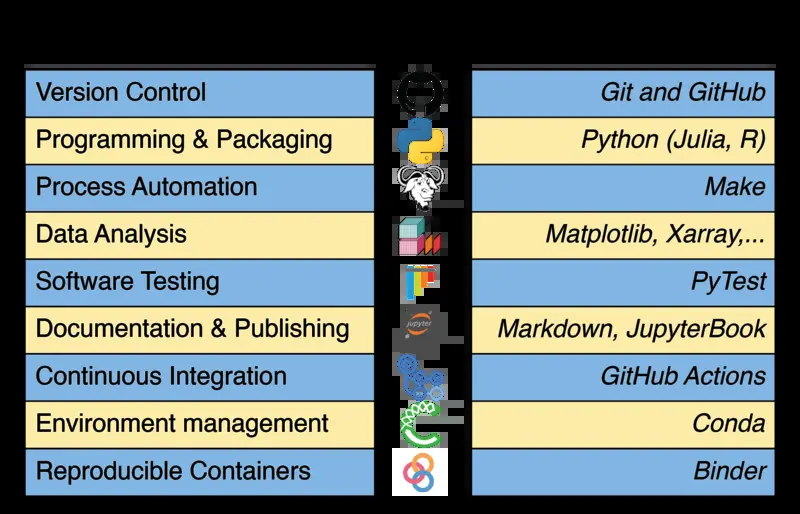 Version Control Git and GitHub
Programming & Packaging Python (Julia, R)
Process Automation Make
Data Analysis Matplotlib, Xarray,...
Software Testing PyTest
Documentation & Publishing jupyter Markdown, JupyterBook
Continuous Integration GitHub Actions
Environment management Conda
Reproducible Containers Binder